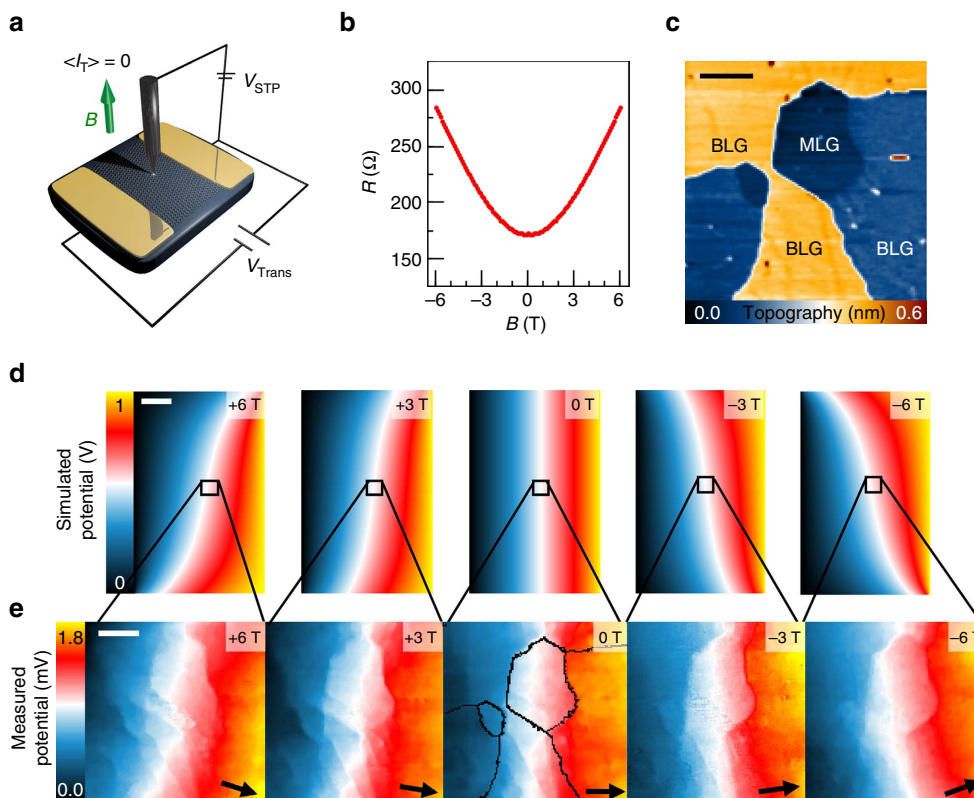 a
<I_T> = 0
V_STP
B
V_Trans
b
R (Ω)
300
250
200
150
−6
−3
0
3
6
B (T)
c
BLG
MLG
BLG
BLG
0.0
Topography (nm)
0.6
d
Simulated
potential (V)
1
0
+6 T
+3 T
0 T
−3 T
−6 T
e
Measured
potential (mV)
1.8
0.0
+6 T
+3 T
0 T
−3 T
−6 T